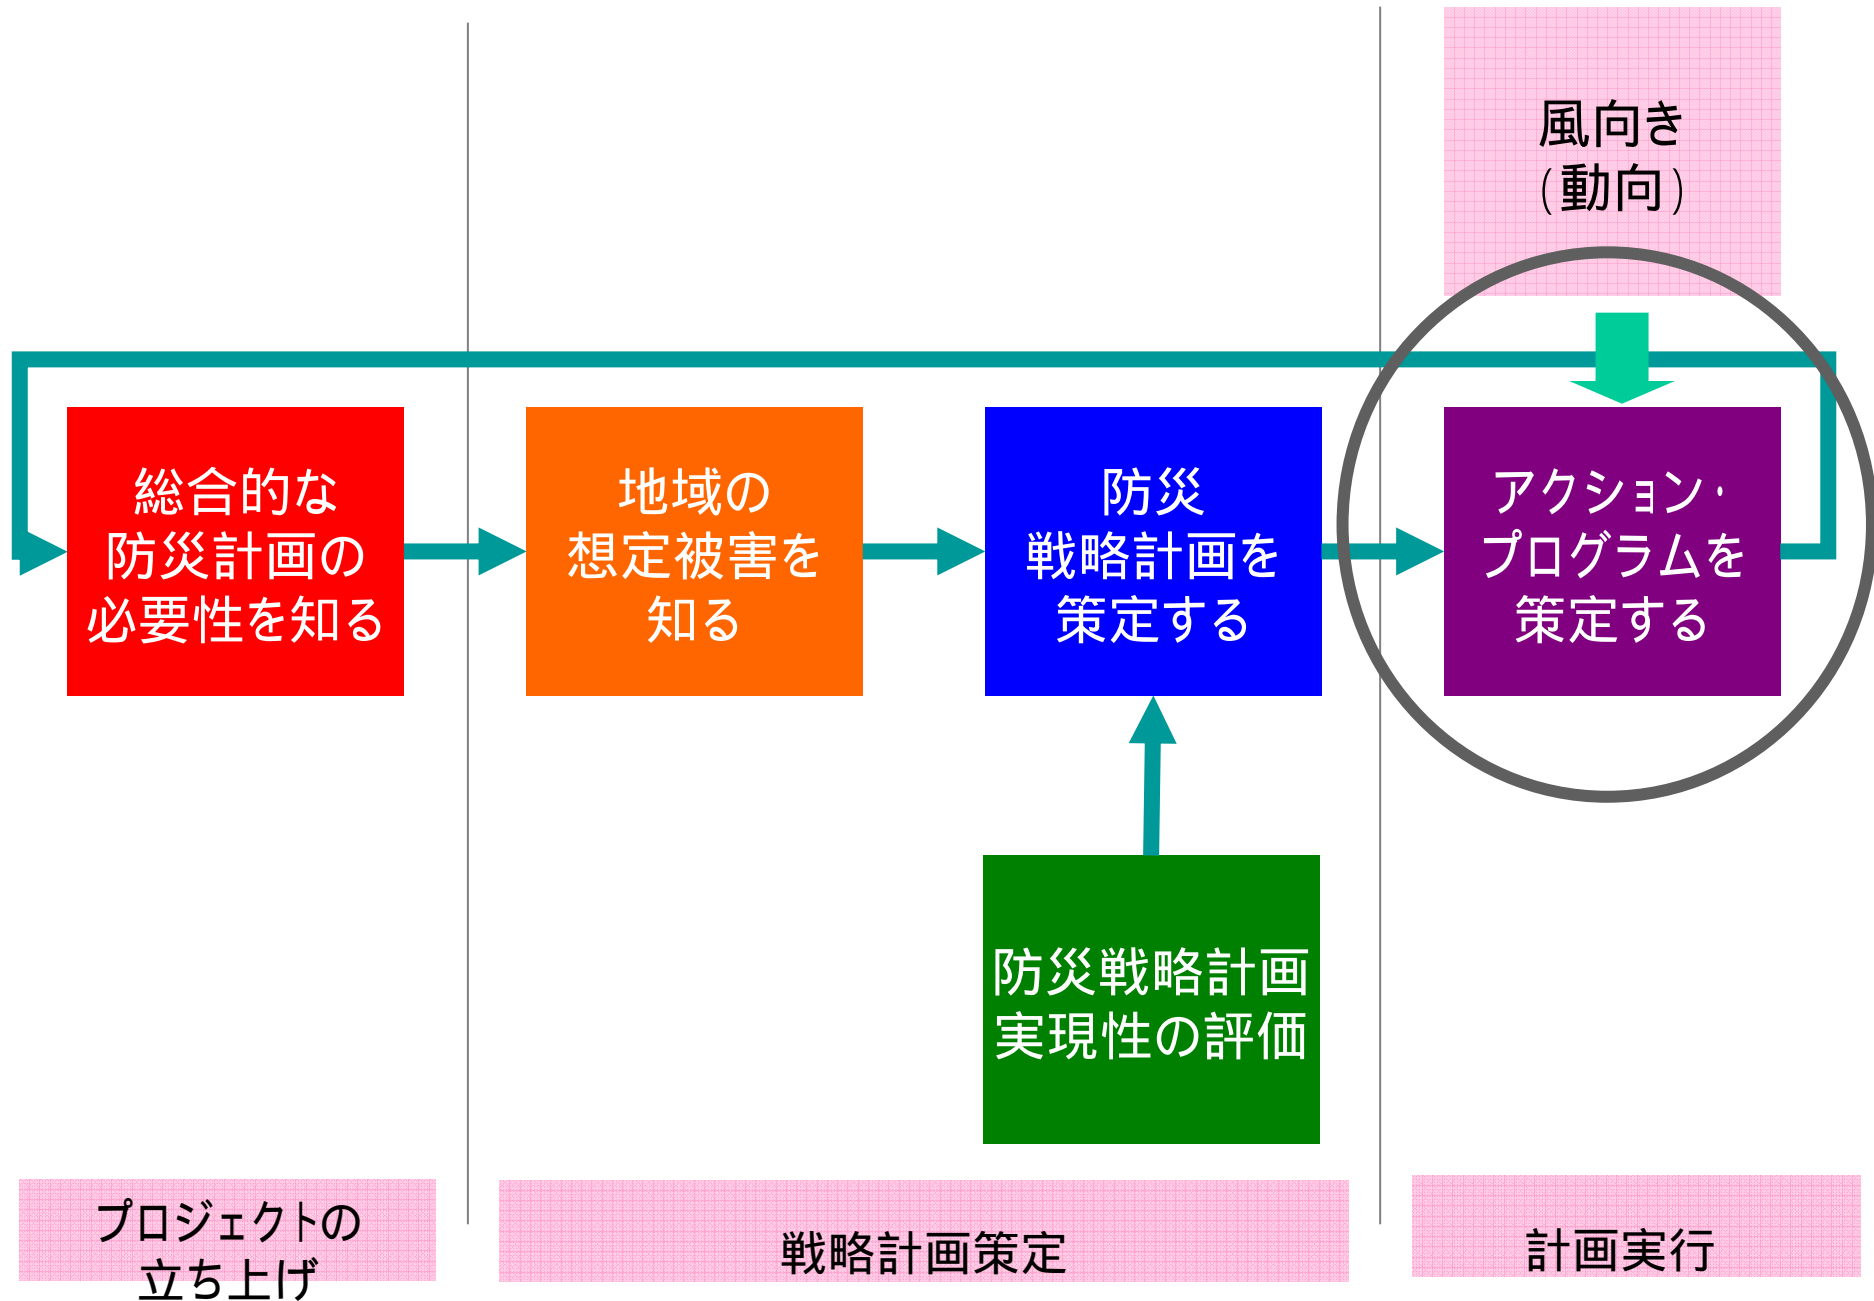 風向き
(動向)
総合的な
防災計画の
必要性を知る
地域の
想定被害を
知る
防災
戦略計画を
策定する
アクション・
プログラムを
策定する
防災戦略計画
実現性の評価
プロジェクトの
立ち上げ
戦略計画策定
計画実行